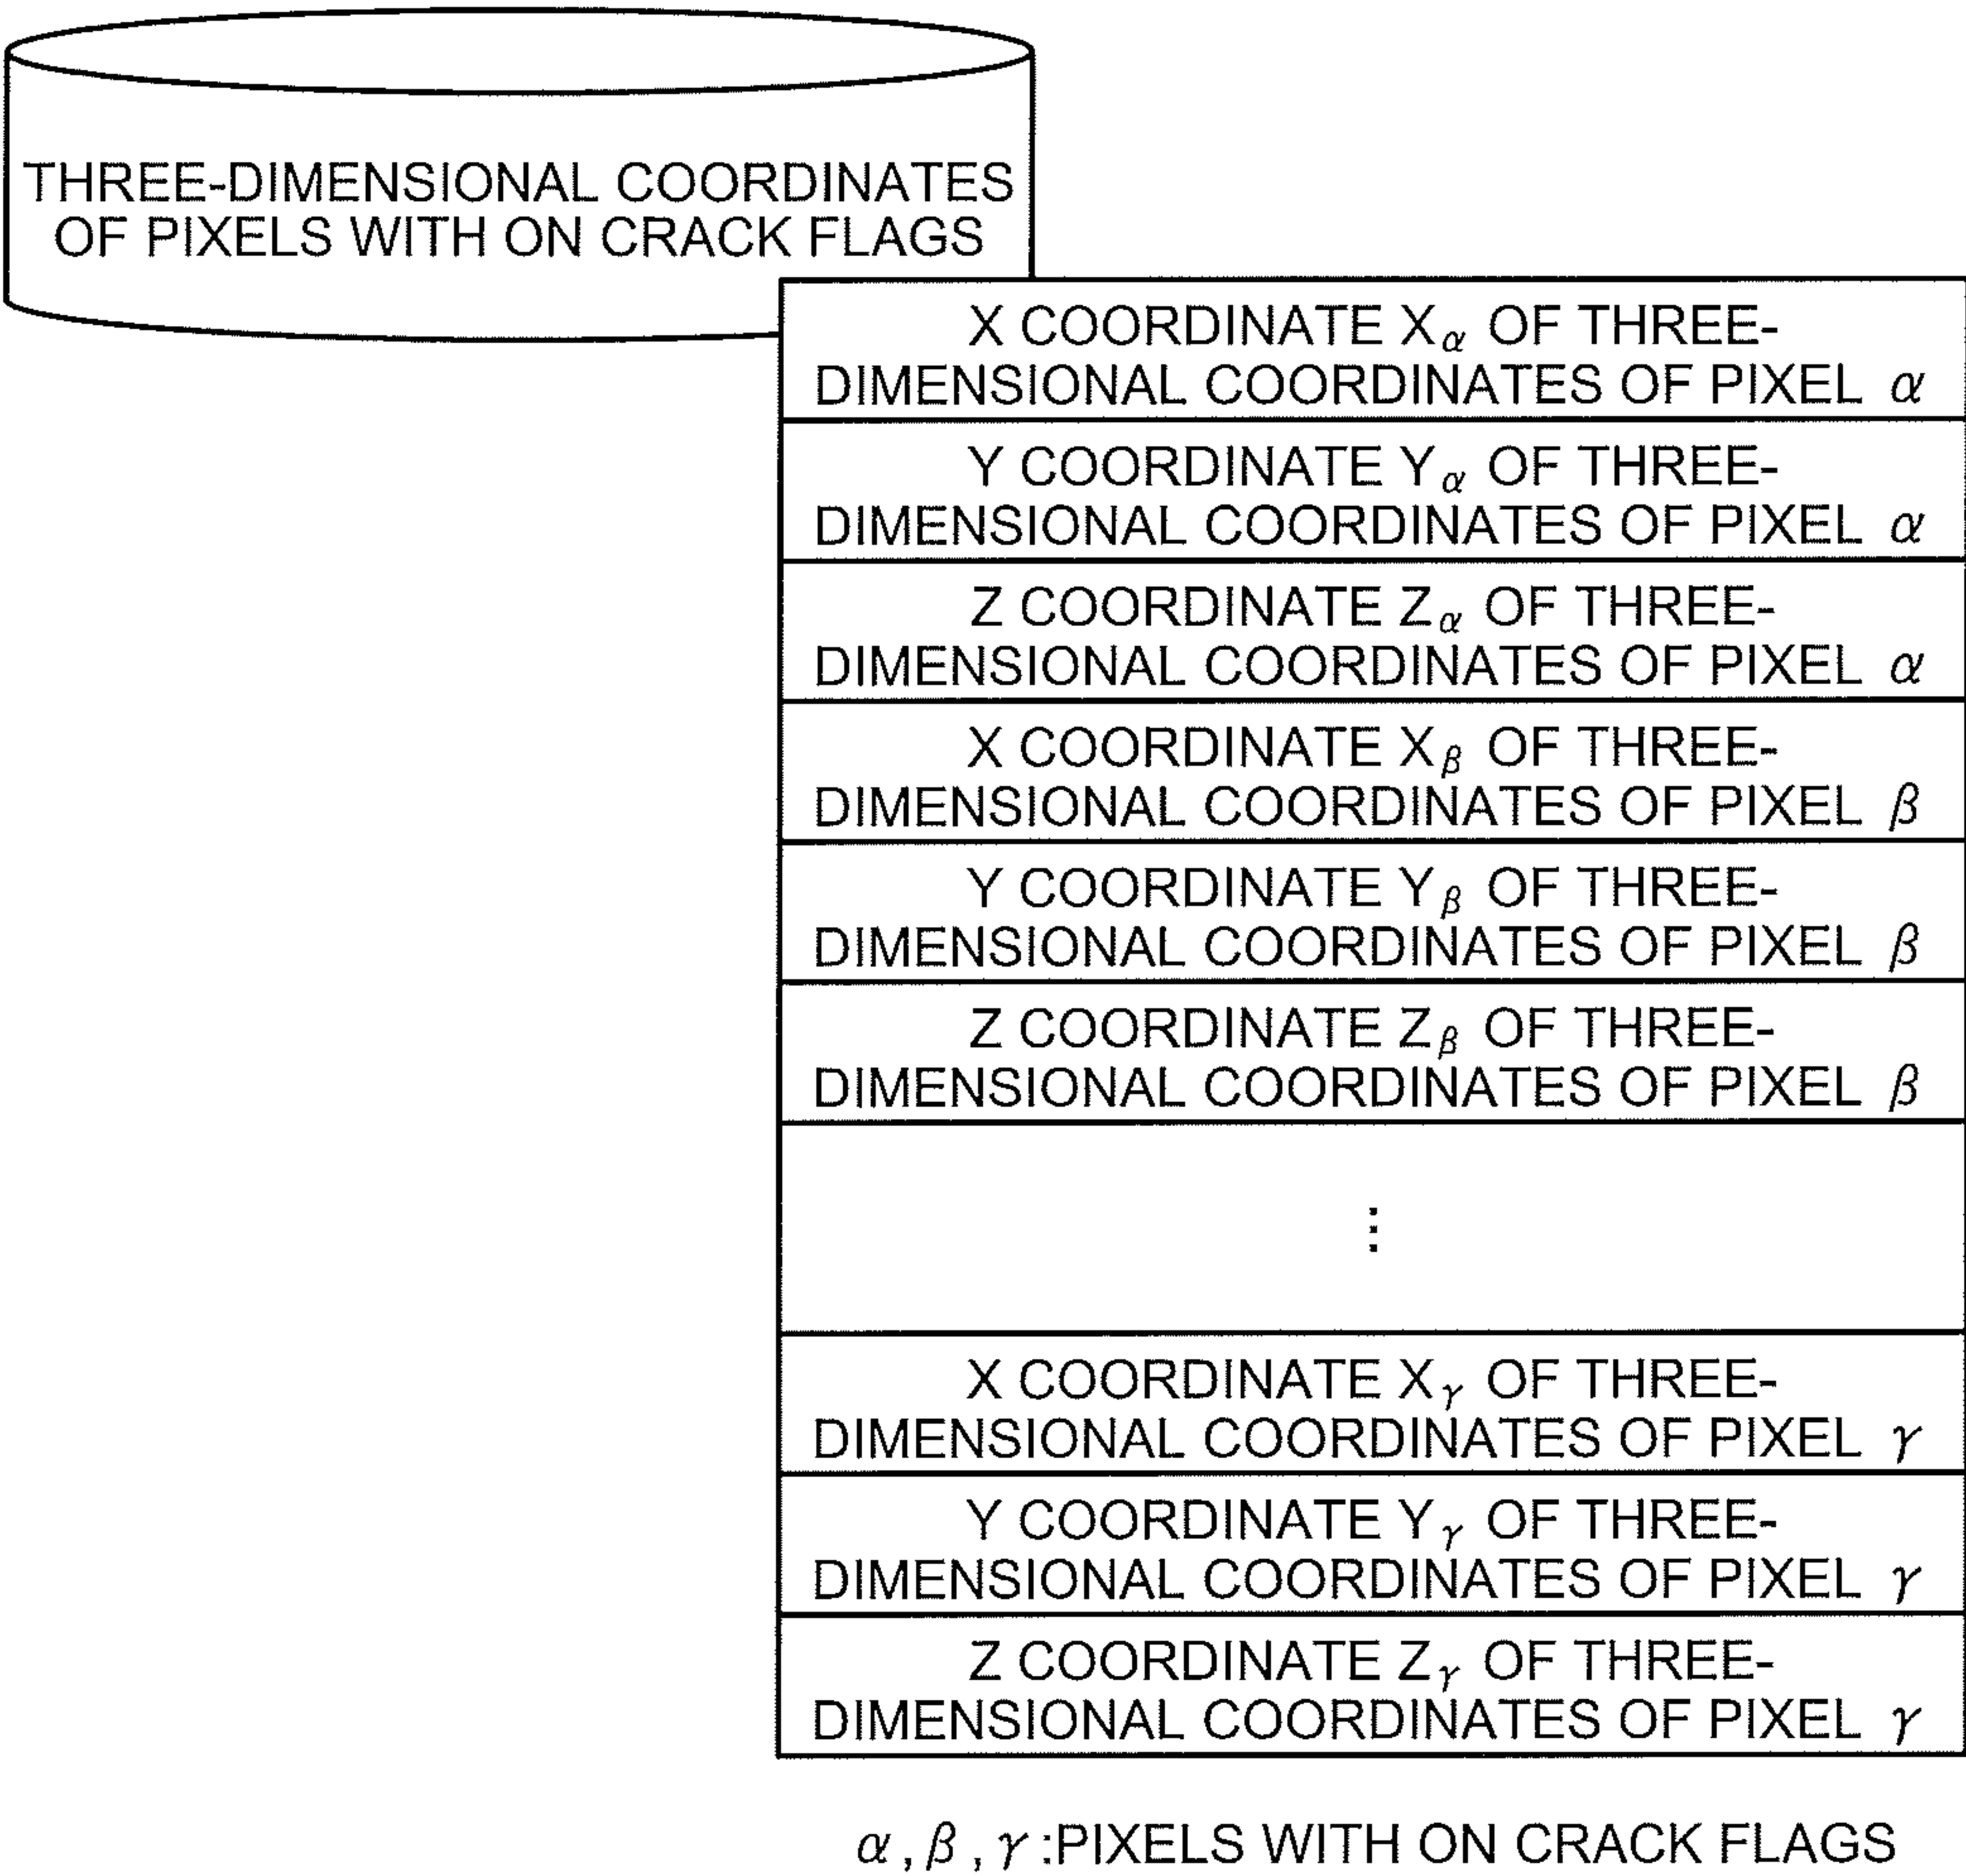 THREE-DIMENSIONAL COORDINATES
OF PIXELS WITH ON CRACK FLAGS
X COORDINATE Xα OF THREE-
DIMENSIONAL COORDINATES OF PIXEL α
Y COORDINATE Yα OF THREE-
DIMENSIONAL COORDINATES OF PIXEL α
Z COORDINATE Zα OF THREE-
DIMENSIONAL COORDINATES OF PIXEL α
X COORDINATE Xβ OF THREE-
DIMENSIONAL COORDINATES OF PIXEL β
Y COORDINATE Yβ OF THREE-
DIMENSIONAL COORDINATES OF PIXEL β
Z COORDINATE Zβ OF THREE-
DIMENSIONAL COORDINATES OF PIXEL β
⋮
X COORDINATE Xγ OF THREE-
DIMENSIONAL COORDINATES OF PIXEL γ
Y COORDINATE Yγ OF THREE-
DIMENSIONAL COORDINATES OF PIXEL γ
Z COORDINATE Zγ OF THREE-
DIMENSIONAL COORDINATES OF PIXEL γ
α , β , γ :PIXELS WITH ON CRACK FLAGS